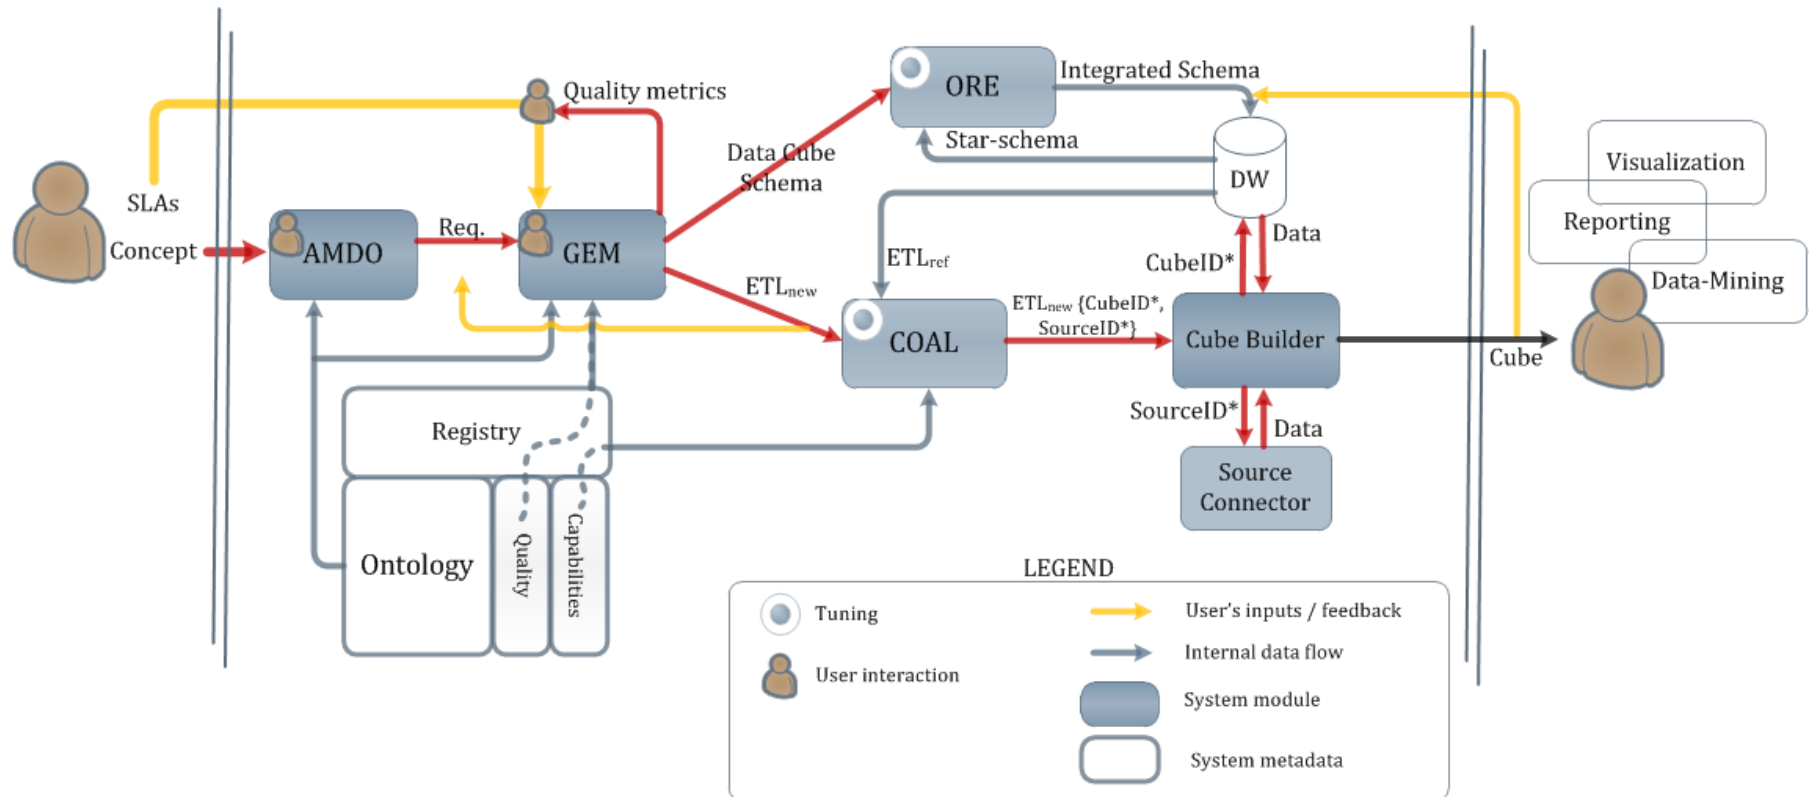 SLAs
Concept
AMDO
Req.
Quality metrics
GEM
Data Cube
Schema
ETLnew
ORE
Integrated Schema
Star-schema
DW
ETLref
COAL
ETLnew {CubeID*,
SourceID*}
CubeID*
Data
Cube Builder
SourceID*
Data
Source
Connector
Cube
Visualization
Reporting
Data-Mining
Registry
Ontology
Quality
Capabilities
LEGEND
Tuning
User interaction
User's inputs / feedback
Internal data flow
System module
System metadata